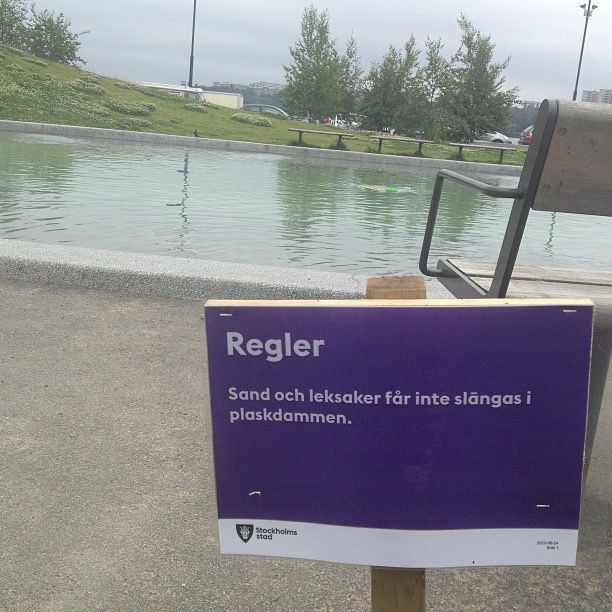 Regler
Sand och leksaker får inte slängas i
plaskdammen.
Stockholms
stad